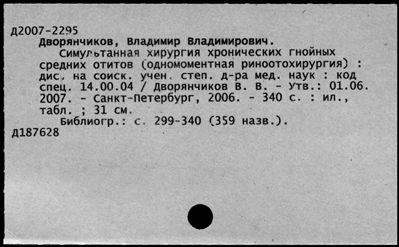 Д2007-2295
Дворянчиков, Владимир Владимирович.
Симультанная хирургия хронических гнойных
средних отитов (одномоментная риноотохирургия) :
дис. на соиск. учен. степ. д-ра мед. наук : код
спец. 14.00.04 / Дворянчиков В. В. - Утв.: 01.06.
2007. - Санкт-Петербург, 2006. - 340 с. : ил.,
табл. ; 31 см.
Библиогр.: с. 299-340 (359 назв.).
Д187628